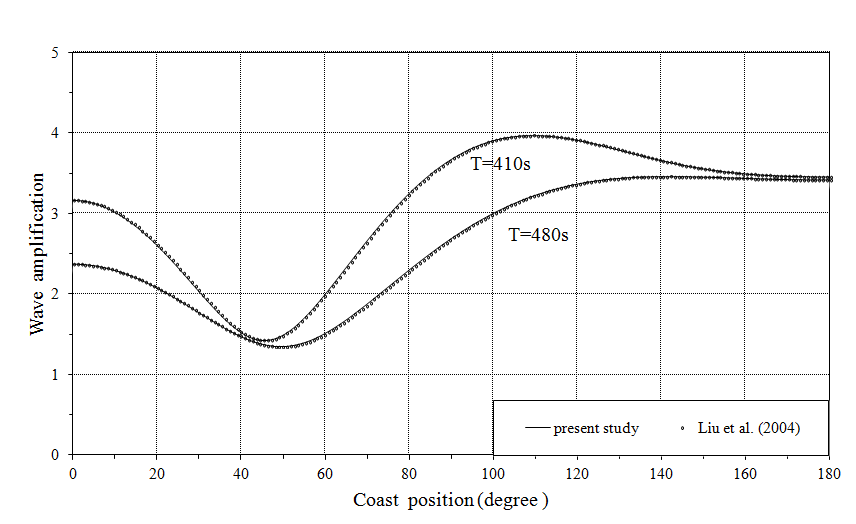 5
4
3
2
1
0
Wave amplification
T=410s
T=480s
present study
Liu et al. (2004)
0 20 40 60 80 100 120 140 160 180
Coast position (degree )